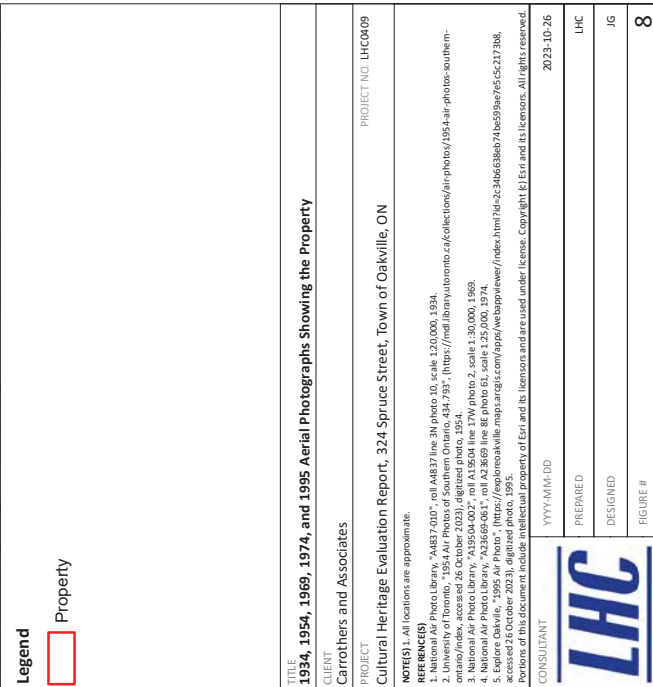 Legend
Property
TITLE
1934, 1954, 1969, 1974, and 1995 Aerial Photographs Showing the Property
CLIENT
Carrothers and Associates
PROJECT
PROJECT NO. LHC0409
Cultural Heritage Evaluation Report, 324 Spruce Street, Town of Oakville, ON
NOTE(S) 1. All locations are approximate.
REFERENCE(S)
1. National Air Photo Library, "A4837-010", roll A4837 line 3N photo 10, scale 1:20,000, 1934.
2. University of Toronto, "1954 Air Photos of Southern Ontario, 434.793", (https://mdl.library.utoronto.ca/collections/air-photos/1954-air-photos-southern-
ontario/index, accessed 26 October 2023), digitized photo, 1954.
3. National Air Photo Library, "A19504-002", roll A19504 line 17W photo 2, scale 1:30,000, 1969.
4. National Air Photo Library, "A23669-061", roll A23669 line 8E photo 61, scale 1:25,000, 1974.
5. Explore Oakville, "1995 Air Photo", (https://exploreoakville.maps.arcgis.com/apps/webappviewer/index.html?id=2c34b6638eb74be599ae7e5c5c2173b8,
accessed 26 October 2023), digitized photo, 1995.
Portions of this document include intellectual property of Esri and its licensors and are used under license. Copyright (c) Esri and its licensors. All rights reserved.
CONSULTANT
LHC
YYYY-MM-DD
2023-10-26
PREPARED
LHC
DESIGNED
JG
FIGURE #
8